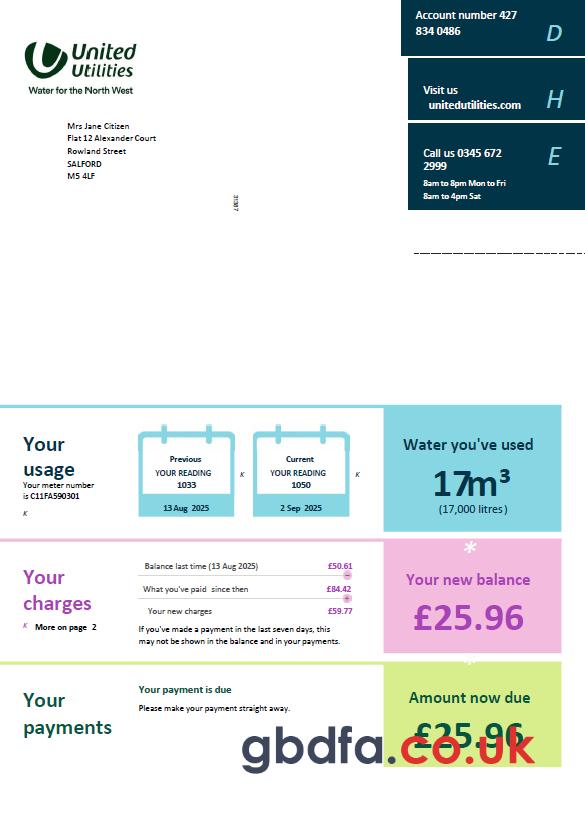 United
Utilities
Water for the North West
Account number 427
834 0486
D
Visit us
unitedutilities.com
H
Call us 0345 672
2999
E
8am to 8pm Mon to Fri
8am to 4pm Sat
Mrs Jane Citizen
Flat 12 Alexander Court
Rowland Street
SALFORD
M5 4LF
31387
Your
usage
Your meter number
is C11FA590301
K
Previous
YOUR READING
1033
13 Aug 2025
K
Current
YOUR READING
1050
2 Sep 2025
K
Water you've used
17m³
(17,000 litres)
Your
charges
K More on page 2
Balance last time (13 Aug 2025) £50.61
−
What you've paid since then £84.42
+
Your new charges £59.77
If you've made a payment in the last seven days, this
may not be shown in the balance and in your payments.
*
Your new balance
£25.96
Your
payments
Your payment is due
Please make your payment straight away.
*
Amount now due
£25.96
gbdfa.co.uk